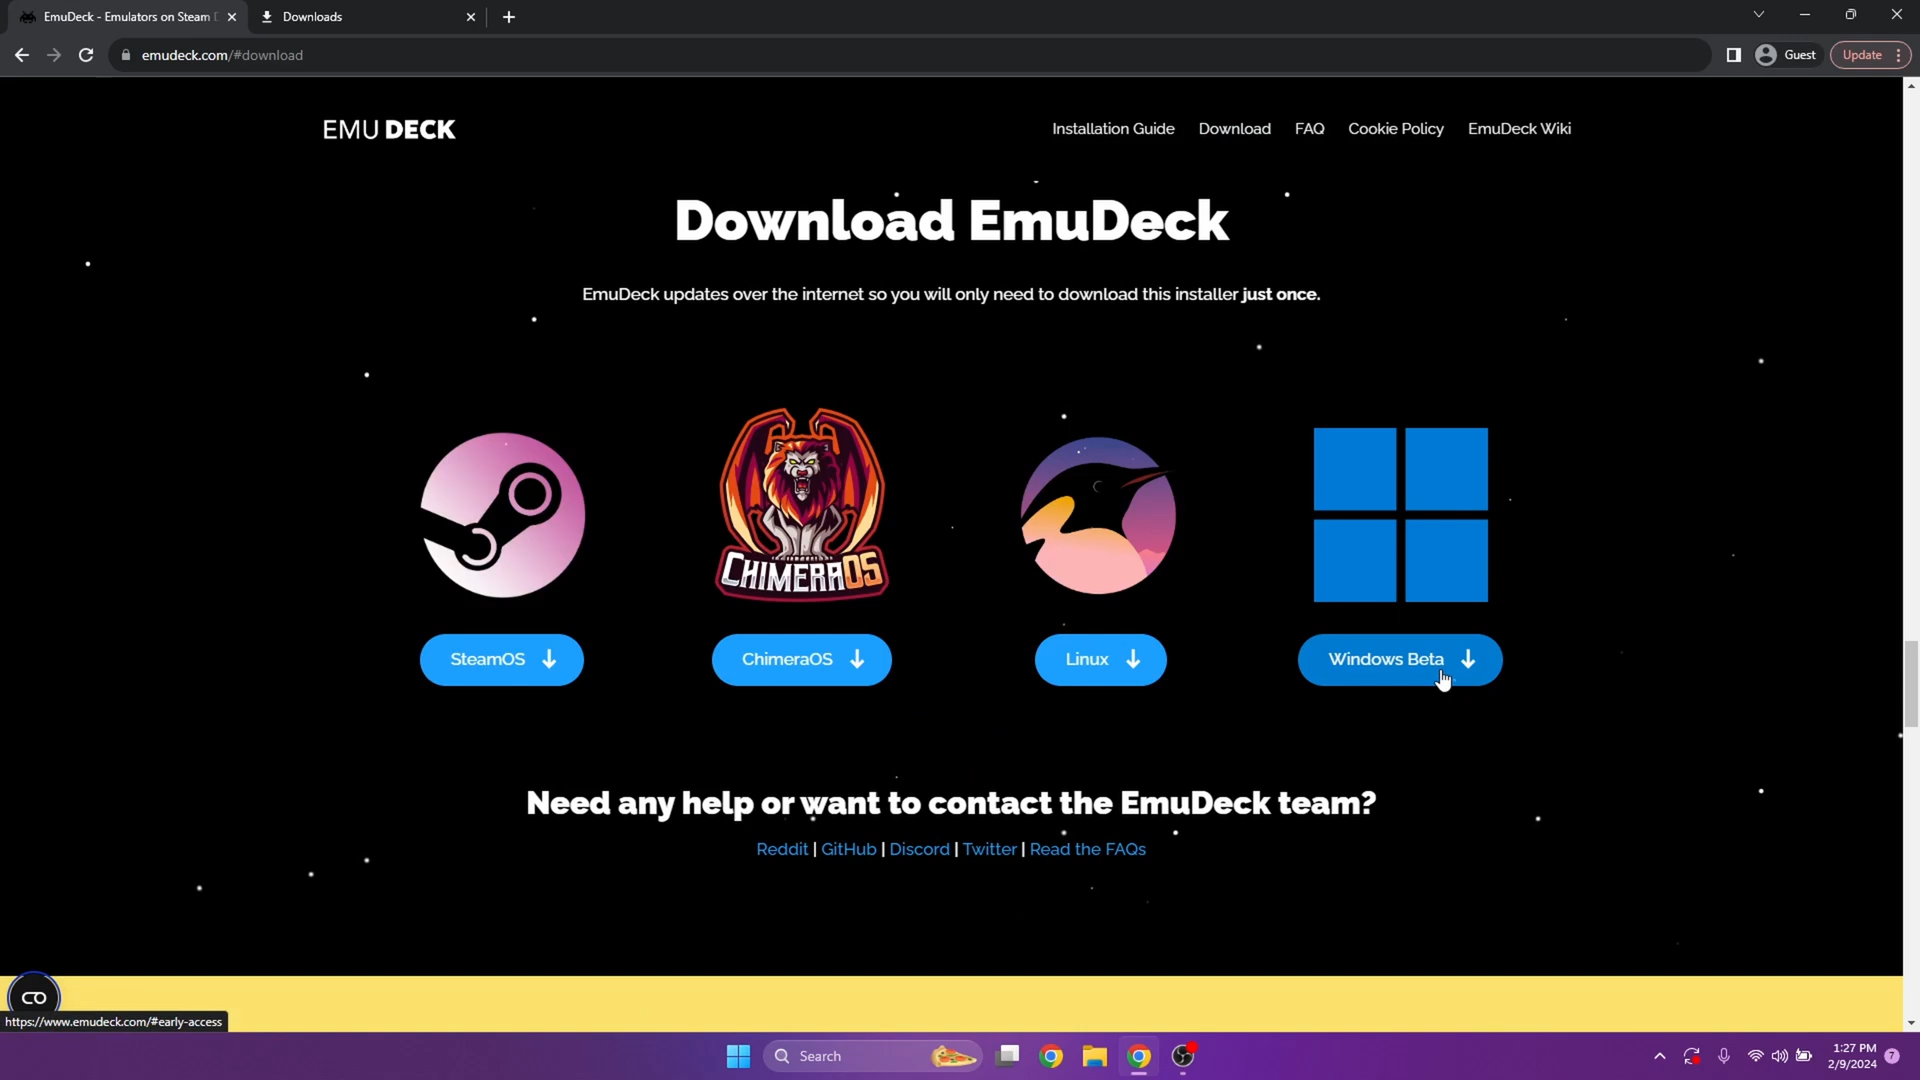 EmuDeck - Emulators on Steam D
Downloads
emudeck.com/#download
Guest
Update
EMU DECK
Installation Guide
Download
FAQ
Cookie Policy
EmuDeck Wiki
Download EmuDeck
EmuDeck updates over the internet so you will only need to download this installer just once.
CHIMERAOS
SteamOS
ChimeraOS
Linux
Windows Beta
Need any help or want to contact the EmuDeck team?
Reddit | GitHub | Discord | Twitter | Read the FAQs
https://www.emudeck.com/#early-access
Search
1:27 PM
2/9/2024
7